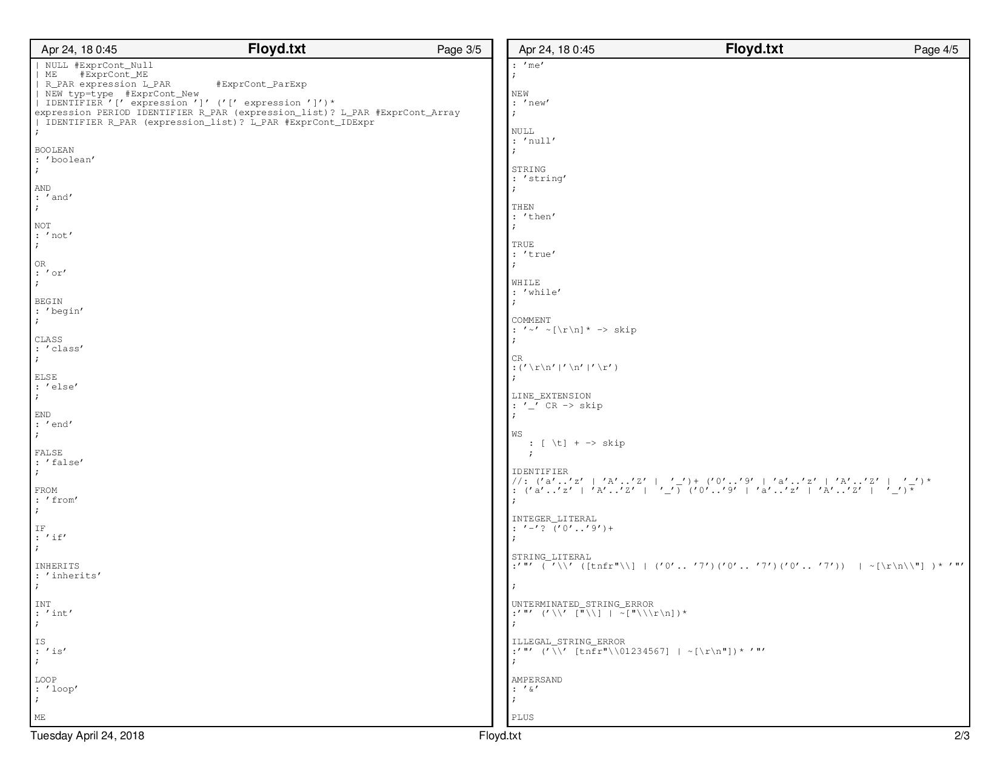 Apr 24, 18 0:45 Floyd.txt Page 3/5
| NULL #ExprCont_Null
| ME    #ExprCont_ME
| R_PAR expression L_PAR        #ExprCont_ParExp
| NEW typ=type  #ExprCont_New
| IDENTIFIER '[' expression ']' ('[' expression ']')*
expression PERIOD IDENTIFIER R_PAR (expression_list)? L_PAR #ExprCont_Array
| IDENTIFIER R_PAR (expression_list)? L_PAR #ExprCont_IDExpr
;
BOOLEAN
: 'boolean'
;
AND
: 'and'
;
NOT
: 'not'
;
OR
: 'or'
;
BEGIN
: 'begin'
;
CLASS
: 'class'
;
ELSE
: 'else'
;
END
: 'end'
;
FALSE
: 'false'
;
FROM
: 'from'
;
IF
: 'if'
;
INHERITS
: 'inherits'
;
INT
: 'int'
;
IS
: 'is'
;
LOOP
: 'loop'
;
ME
Apr 24, 18 0:45 Floyd.txt Page 4/5
: 'me'
;
NEW
: 'new'
;
NULL
: 'null'
;
STRING
: 'string'
;
THEN
: 'then'
;
TRUE
: 'true'
;
WHILE
: 'while'
;
COMMENT
: '~' ~[\r\n]* -> skip
;
CR
:('\r\n'|'\n'|'\r')
;
LINE_EXTENSION
: '_' CR -> skip
;
WS
   : [ \t] + -> skip
   ;
IDENTIFIER
//: ('a'..'z' | 'A'..'Z' |  '_')+ ('0'..'9' | 'a'..'z' | 'A'..'Z' |  '_')*
: ('a'..'z' | 'A'..'Z' |  '_') ('0'..'9' | 'a'..'z' | 'A'..'Z' |  '_')*
;
INTEGER_LITERAL
: '-'? ('0'..'9')+
;
STRING_LITERAL
:'"' ( '\\' ([tnfr"\\] | ('0'.. '7')('0'.. '7')('0'.. '7'))  | ~[\r\n\\"] )* '"'
;
UNTERMINATED_STRING_ERROR
:'"' ('\\' ["\\] | ~["\\\r\n])*
;
ILLEGAL_STRING_ERROR
:'"' ('\\' [tnfr"\\01234567] | ~[\r\n"])* '"'
;
AMPERSAND
: '&'
;
PLUS
Tuesday April 24, 2018 Floyd.txt 2/3